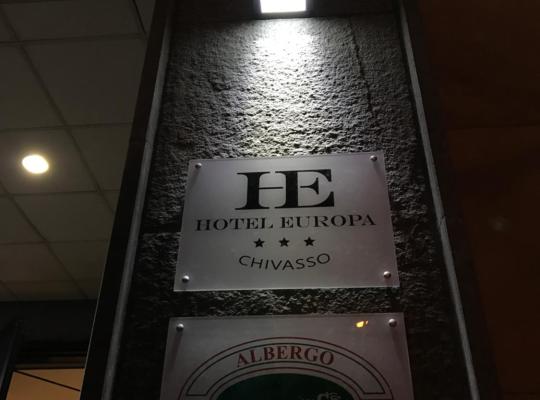 HE
HOTEL EUROPA
★ ★ ★
CHIVASSO
ALBERGO